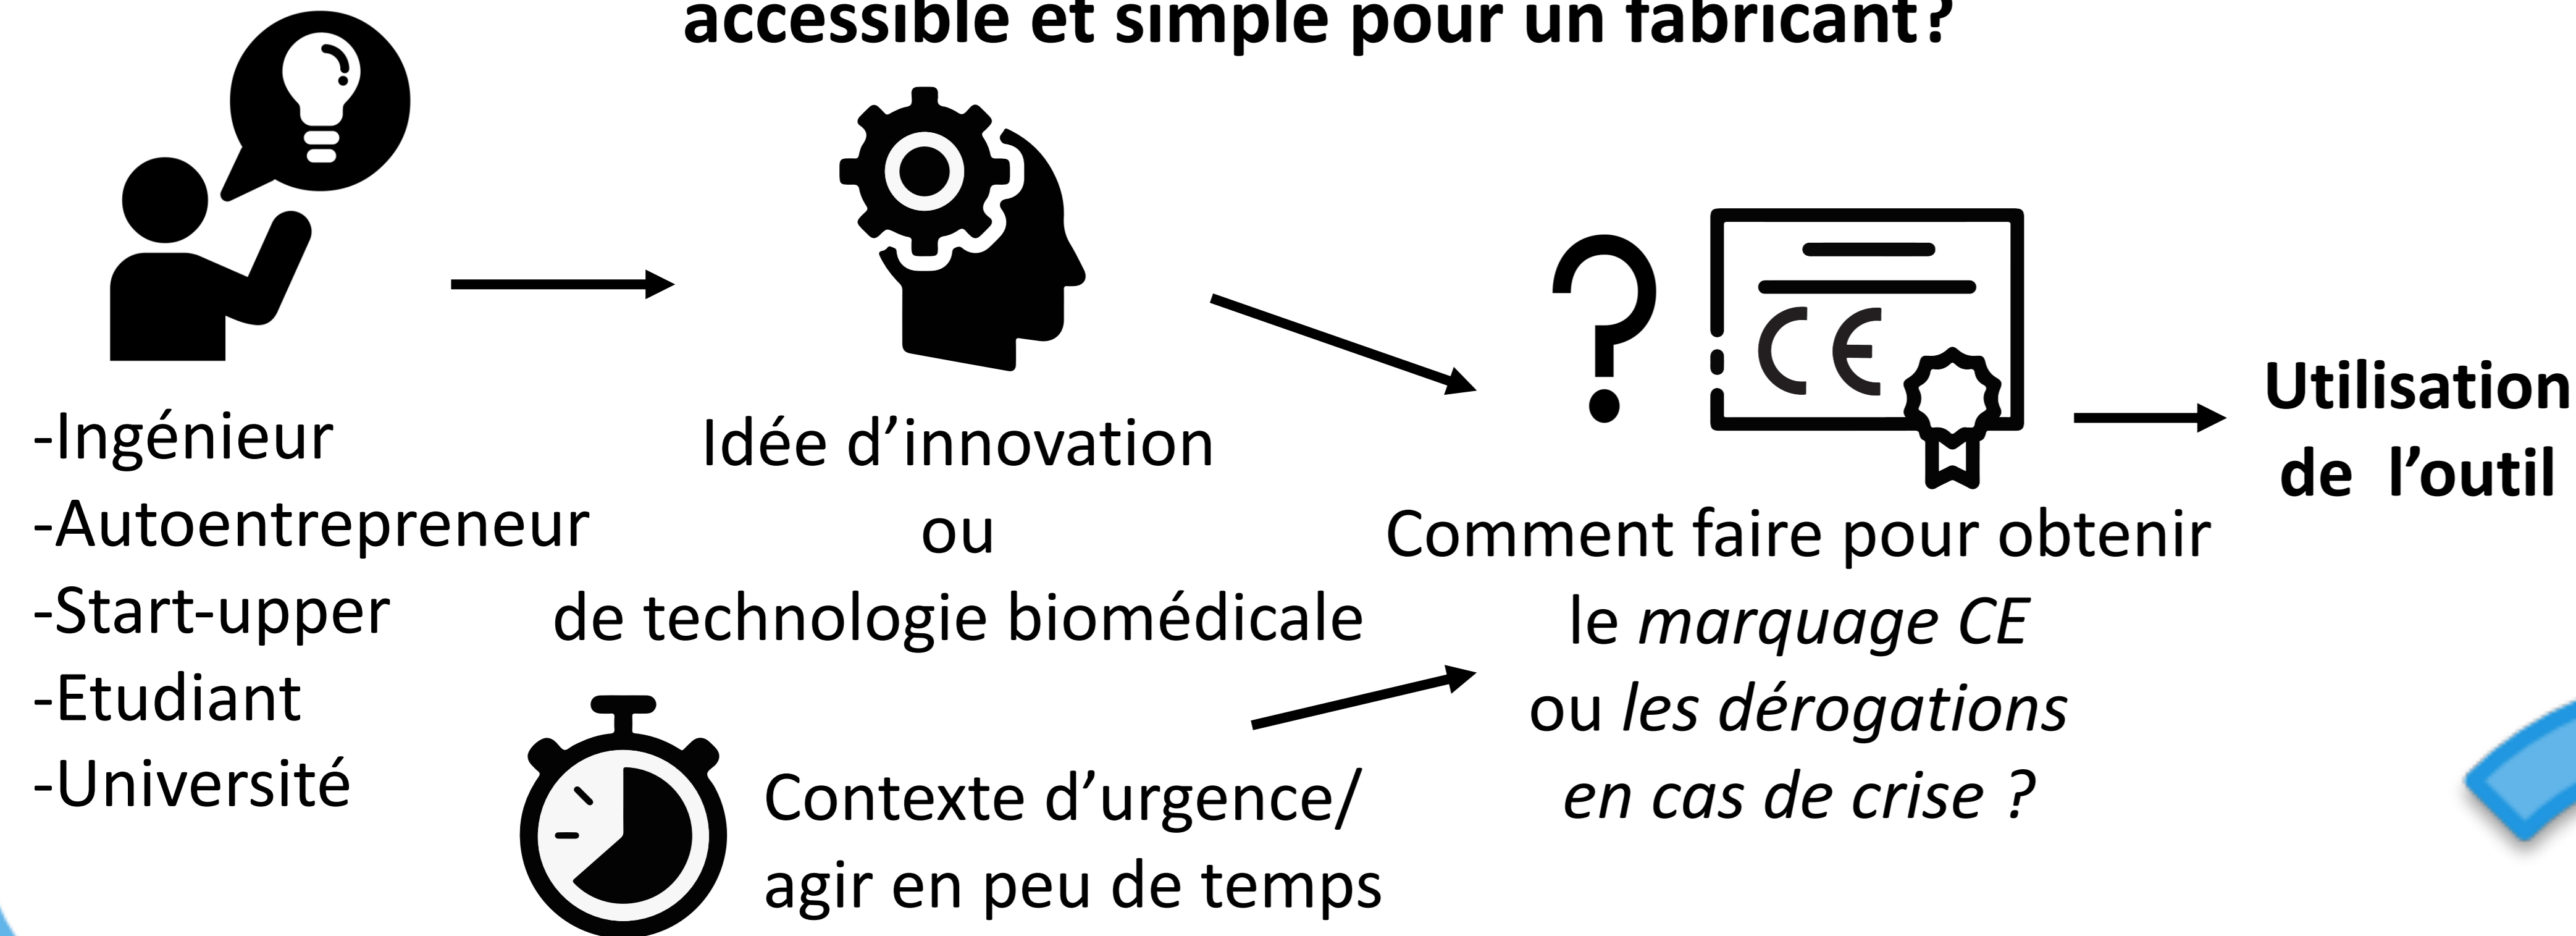 accessible et simple pour un fabricant?
-Ingénieur
-Autoentrepreneur
-Start-upper
-Etudiant
-Université
Idée d’innovation
ou
de technologie biomédicale
Contexte d’urgence/
agir en peu de temps
CE
Comment faire pour obtenir
le marquage CE
ou les dérogations
en cas de crise ?
Utilisation
de l’outil